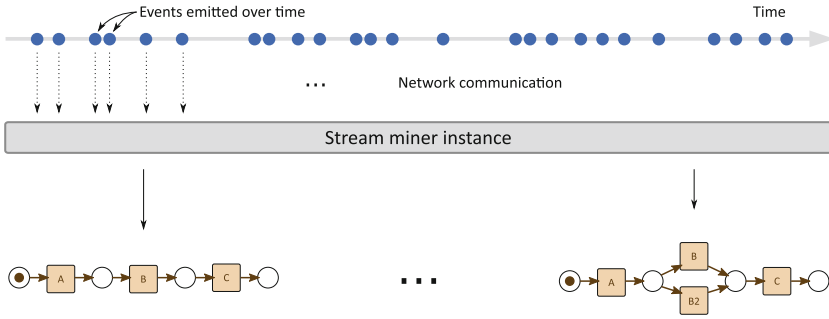 Events emitted over time
Time
... Network communication
Stream miner instance
A B C
...
A B B2 C